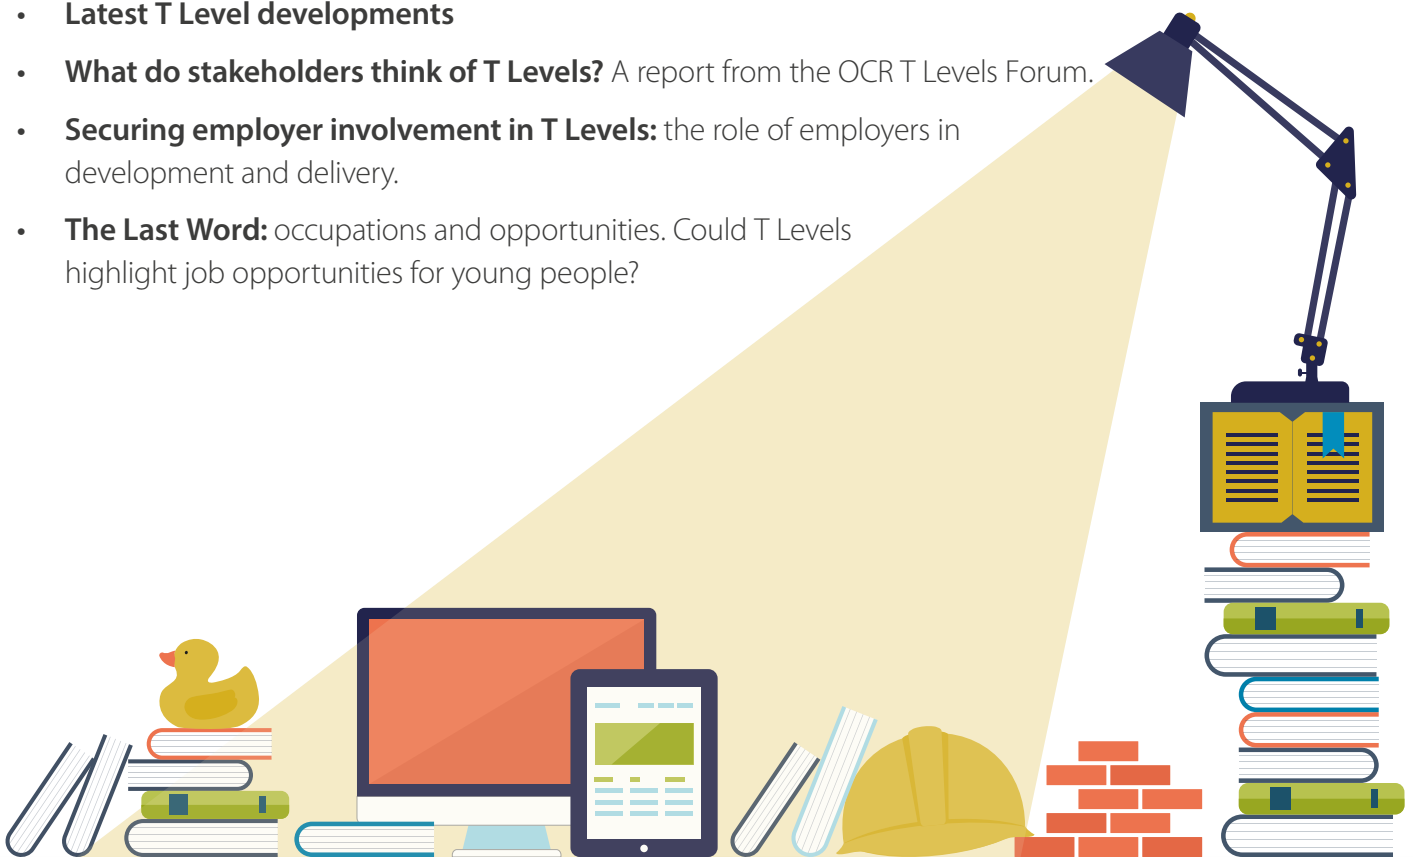 • Latest T Level developments
• What do stakeholders think of T Levels? A report from the OCR T Levels Forum.
• Securing employer involvement in T Levels: the role of employers in
development and delivery.
• The Last Word: occupations and opportunities. Could T Levels
highlight job opportunities for young people?